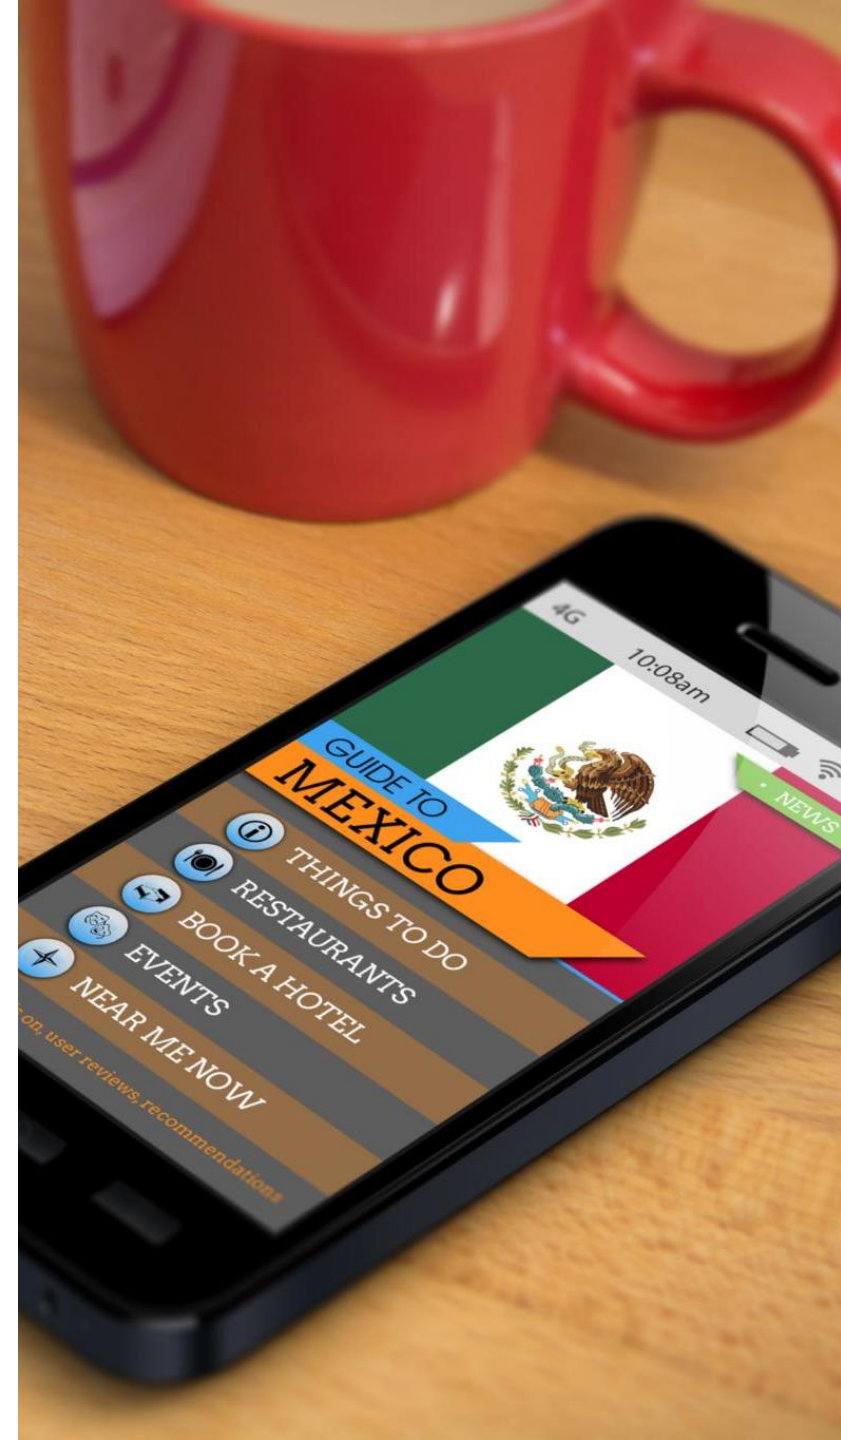 4G
10:08am
NEWS
GUIDE TO
MEXICO
THINGS TO DO
RESTAURANTS
BOOK A HOTEL
EVENTS
NEAR ME NOW
on, user reviews, recommendations